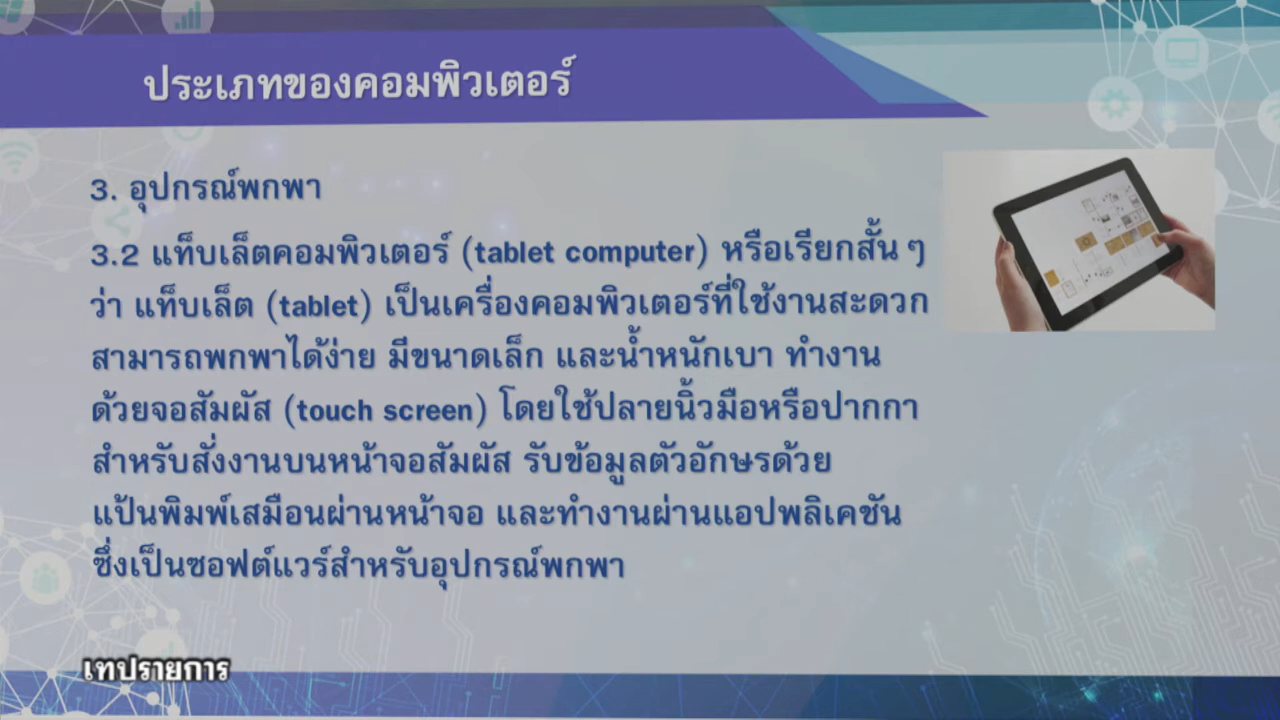 ประเภทของคอมพิวเตอร์
3. อุปกรณ์พกพา
3.2 แท็บเล็ตคอมพิวเตอร์ (tablet computer) หรือเรียกสั้น ๆ
ว่า แท็บเล็ต (tablet) เป็นเครื่องคอมพิวเตอร์ที่ใช้งานสะดวก
สามารถพกพาได้ง่าย มีขนาดเล็ก และน้ำหนักเบา ทำงาน
ด้วยจอสัมผัส (touch screen) โดยใช้ปลายนิ้วมือหรือปากกา
สำหรับสั่งงานบนหน้าจอสัมผัส รับข้อมูลตัวอักษรด้วย
แป้นพิมพ์เสมือนผ่านหน้าจอ และทำงานผ่านแอปพลิเคชัน
ซึ่งเป็นซอฟต์แวร์สำหรับอุปกรณ์พกพา
เทปรายการ